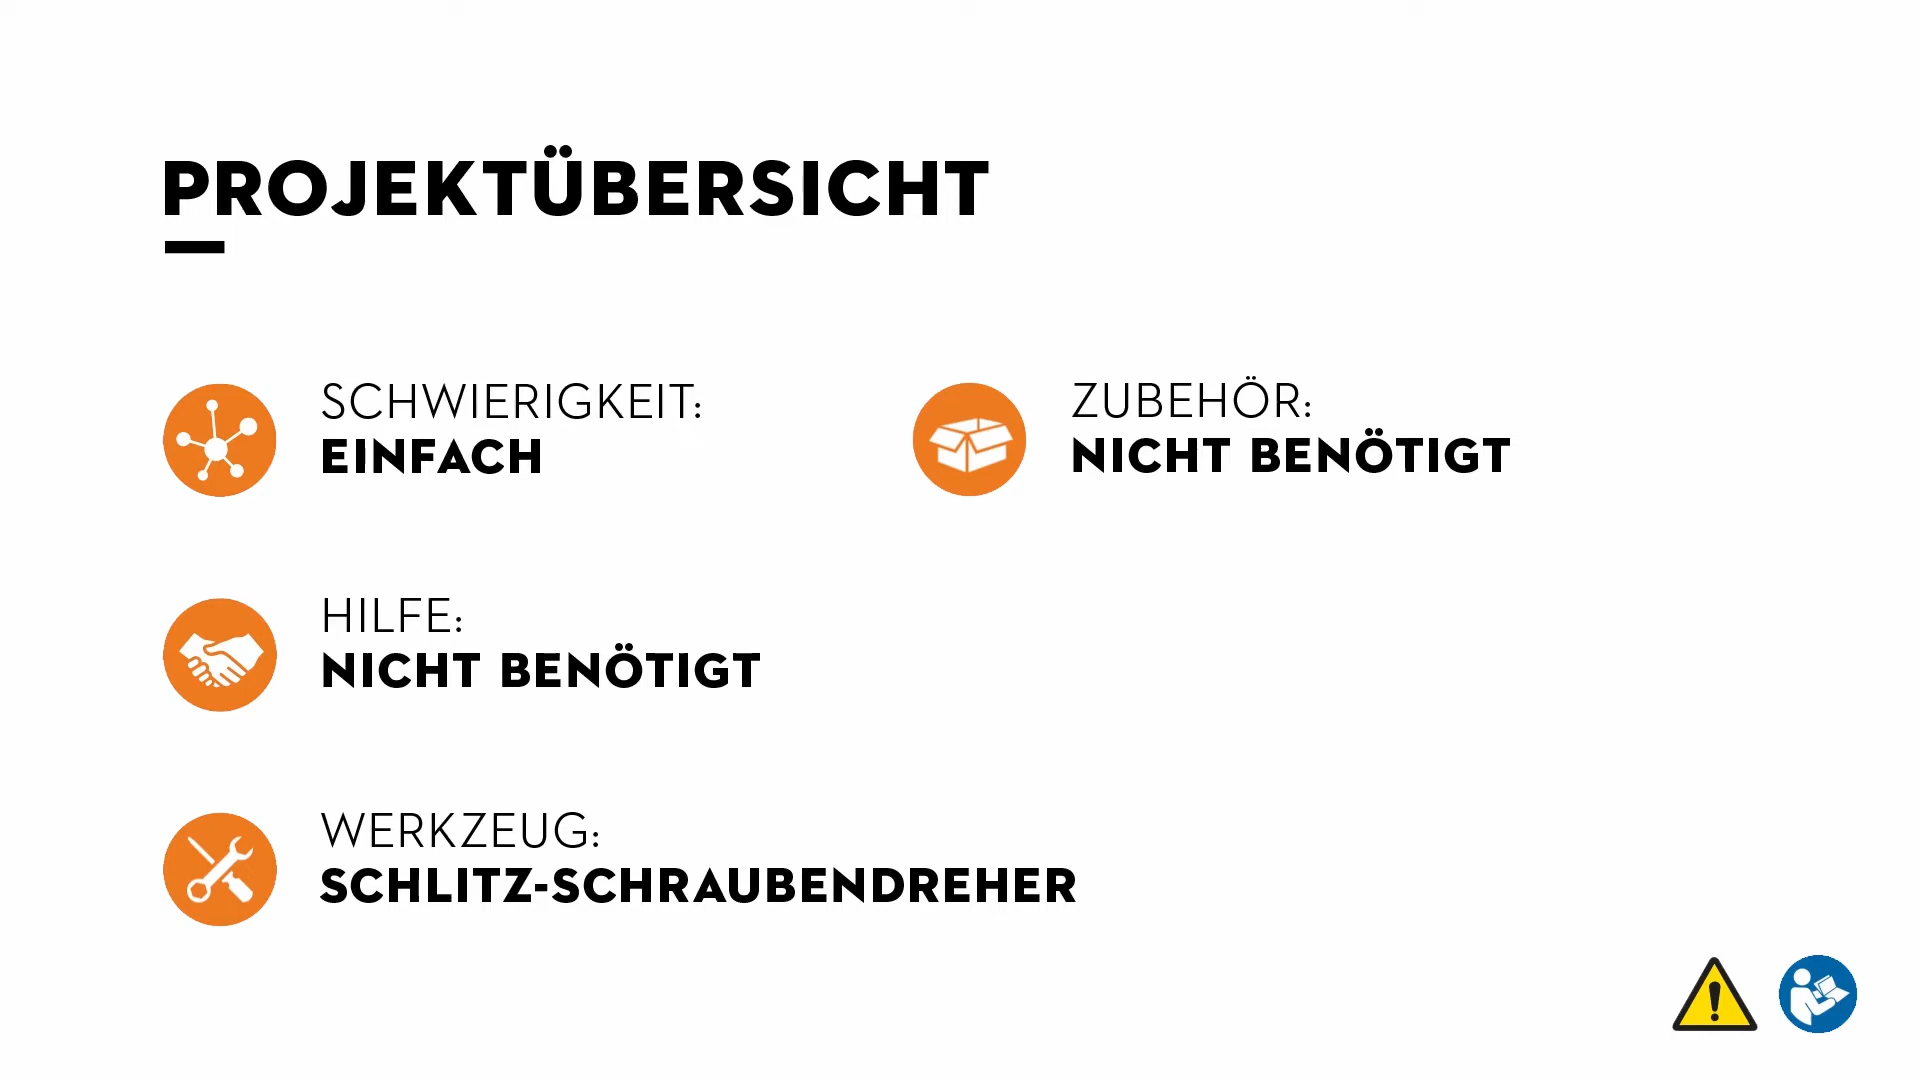 PROJEKTÜBERSICHT
SCHWIERIGKEIT:
EINFACH
ZUBEHÖR:
NICHT BENÖTIGT
HILFE:
NICHT BENÖTIGT
WERKZEUG:
SCHLITZ-SCHRAUBENDREHER